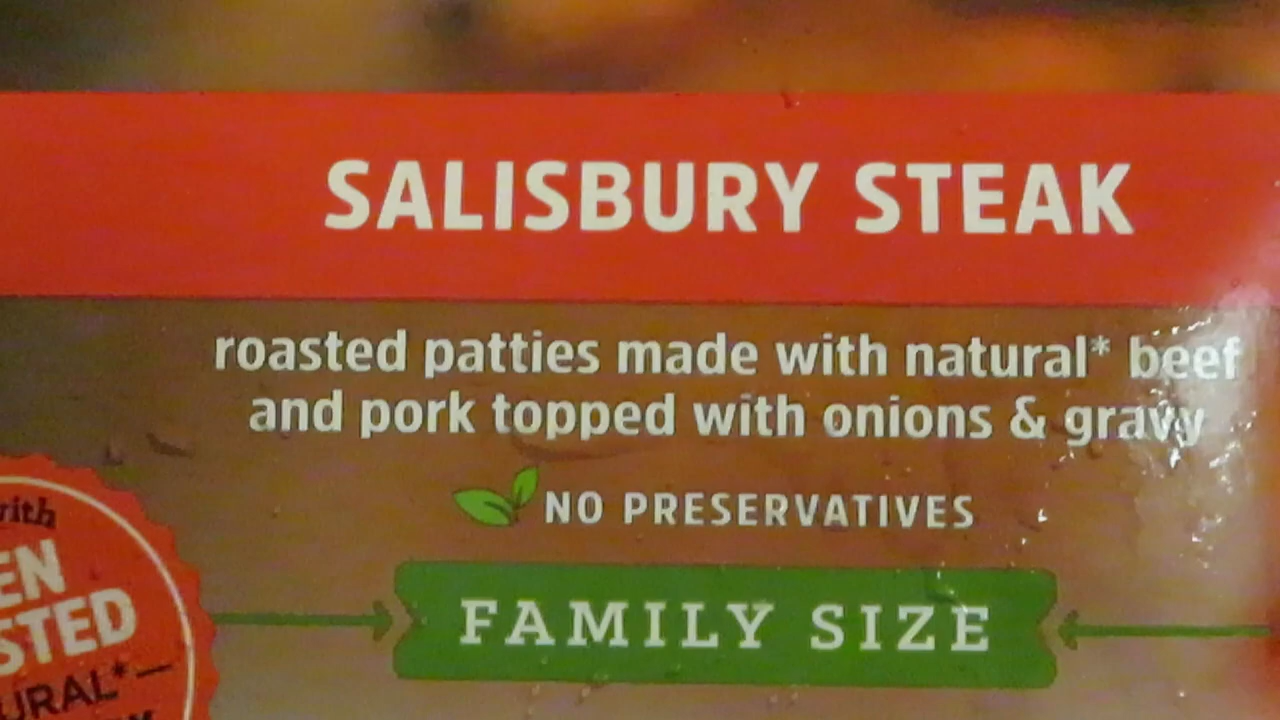 SALISBURY STEAK
roasted patties made with natural* beef
and pork topped with onions & gravy
NO PRESERVATIVES
FAMILY SIZE